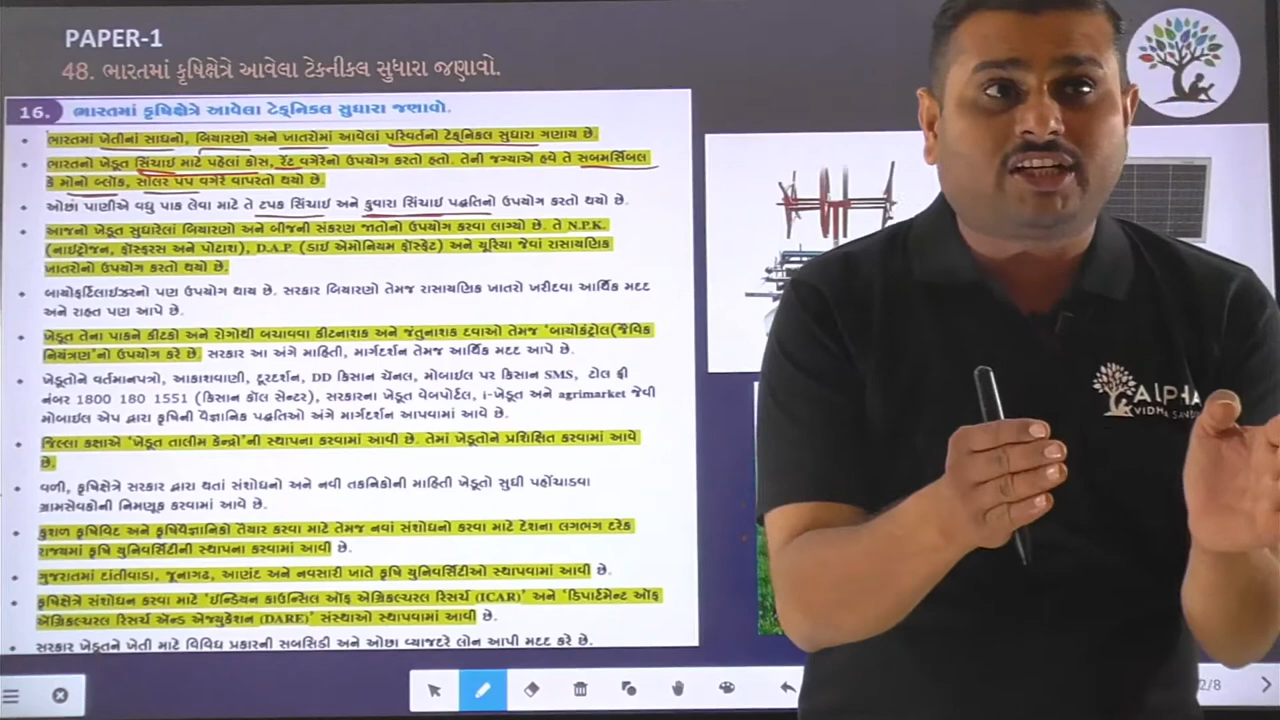 PAPER-1
48. ભારતમાં કૃષિક્ષેત્રે આવેલા ટેકનીકલ સુધારા જણાવો.
16. ભારતમાં કૃષિક્ષેત્રે આવેલા ટેક્નિકલ સુધારા જણાવો.
• ભારતમાં ખેતીનાં સાધનો, બિયારણો અને ખાતરોમાં આવેલાં પરિવર્તનો ટેક્નિકલ સુધારા ગણાય છે.
• ભારતનો ખેડૂત સિંચાઈ માટે પહેલાં કોસ, રેંટ વગેરેનો ઉપયોગ કરતો હતો. તેની જગ્યાએ હવે તે સબમર્સિબલ
કે મોનો બ્લૉક, સોલર પંપ વગેરે વાપરતો થયો છે.
• ઓછા પાણીએ વધુ પાક લેવા માટે તે ટપક સિંચાઈ અને ફુવારા સિંચાઈ પદ્ધતિનો ઉપયોગ કરતો થયો છે.
• આજનો ખેડૂત સુધારેલાં બિયારણો અને બીજની સંકરણ જાતોનો ઉપયોગ કરવા લાગ્યો છે. તે N.P.K.
(નાઈટ્રોજન, ફૉસ્ફરસ અને પોટાશ), D.A.P. (ડાઈ એમોનિયમ ફૉસ્ફેટ) અને યૂરિયા જેવાં રાસાયણિક
ખાતરોનો ઉપયોગ કરતો થયો છે.
• બાયોફર્ટિલાઈઝરનો પણ ઉપયોગ થાય છે. સરકાર બિયારણો તેમજ રાસાયણિક ખાતરો ખરીદવા આર્થિક મદદ
અને રાહત પણ આપે છે.
• ખેડૂત તેના પાકને કીટકો અને રોગોથી બચાવવા કીટનાશક અને જંતુનાશક દવાઓ તેમજ ‘બાયોકંટ્રોલ(જૈવિક
નિયંત્રણ’નો ઉપયોગ કરે છે. સરકાર આ અંગે માહિતી, માર્ગદર્શન તેમજ આર્થિક મદદ આપે છે.
• ખેડૂતોને વર્તમાનપત્રો, આકાશવાણી, દૂરદર્શન, DD કિસાન ચૅનલ, મોબાઈલ પર કિસાન SMS, ટોલ ફ્રી
નંબર 1800 180 1551 (કિસાન કૉલ સેન્ટર), સરકારના ખેડૂત વેબપોર્ટલ, i-ખેડૂત અને agrimarket જેવી
મોબાઈલ એપ દ્વારા કૃષિની વૈજ્ઞાનિક પદ્ધતિઓ અંગે માર્ગદર્શન આપવામાં આવે છે.
• જિલ્લા કક્ષાએ ‘ખેડૂત તાલીમ કેન્દ્રો’ની સ્થાપના કરવામાં આવી છે. તેમાં ખેડૂતોને પ્રશિક્ષિત કરવામાં આવે
છે.
• વળી, કૃષિક્ષેત્રે સરકાર દ્વારા થતાં સંશોધનો અને નવી તકનિકોની માહિતી ખેડૂતો સુધી પહોંચાડવા
ગ્રામસેવકોની નિમણૂક કરવામાં આવે છે.
• કુશળ કૃષિવિદ અને કૃષિવૈજ્ઞાનિકો તૈયાર કરવા માટે તેમજ નવાં સંશોધનો કરવા માટે દેશના લગભગ દરેક
રાજ્યમાં કૃષિ યુનિવર્સિટીની સ્થાપના કરવામાં આવી છે.
• ગુજરાતમાં દાંતીવાડા, જૂનાગઢ, આણંદ અને નવસારી ખાતે કૃષિ યુનિવર્સિટીઓ સ્થાપવામાં આવી છે.
• કૃષિક્ષેત્રે સંશોધન કરવા માટે ‘ઇન્ડિયન કાઉન્સિલ ઑફ ઍગ્રિકલ્ચરલ રિસર્ચ (ICAR)’ અને ‘ડિપાર્ટમેન્ટ ઑફ
ઍગ્રિકલ્ચરલ રિસર્ચ ઍન્ડ એજ્યુકેશન (DARE)’ સંસ્થાઓ સ્થાપવામાં આવી છે.
• સરકાર ખેડૂતને ખેતી માટે વિવિધ પ્રકારની સબસિડી અને ઓછા વ્યાજદરે લોન આપી મદદ કરે છે.
AlPHA
VIDHYA
2/8